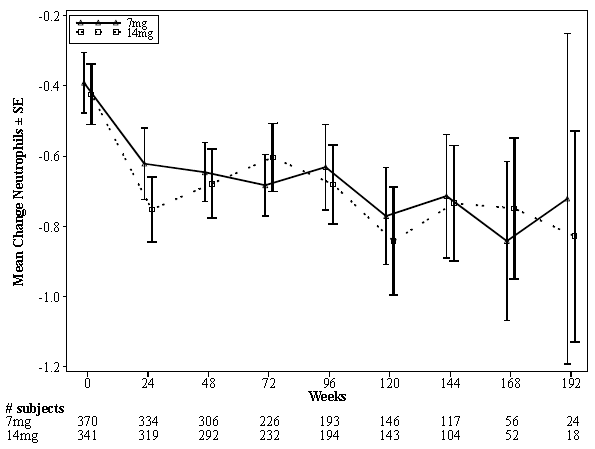 -0.2
7mg
14mg
-0.4
-0.6
-0.8
-1.0
-1.2
Mean Change Neutrophils ± SE
0 24 48 72 96 120 144 168 192
Weeks
# subjects
7mg 370 334 306 226 193 146 117 56 24
14mg 341 319 292 232 194 143 104 52 18